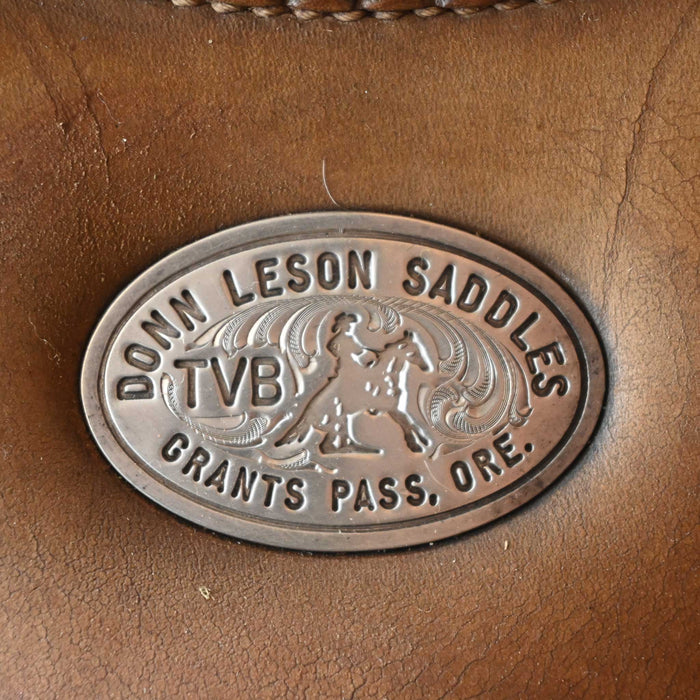 DONN LESON SADDLES
TVB
GRANTS PASS, ORE.